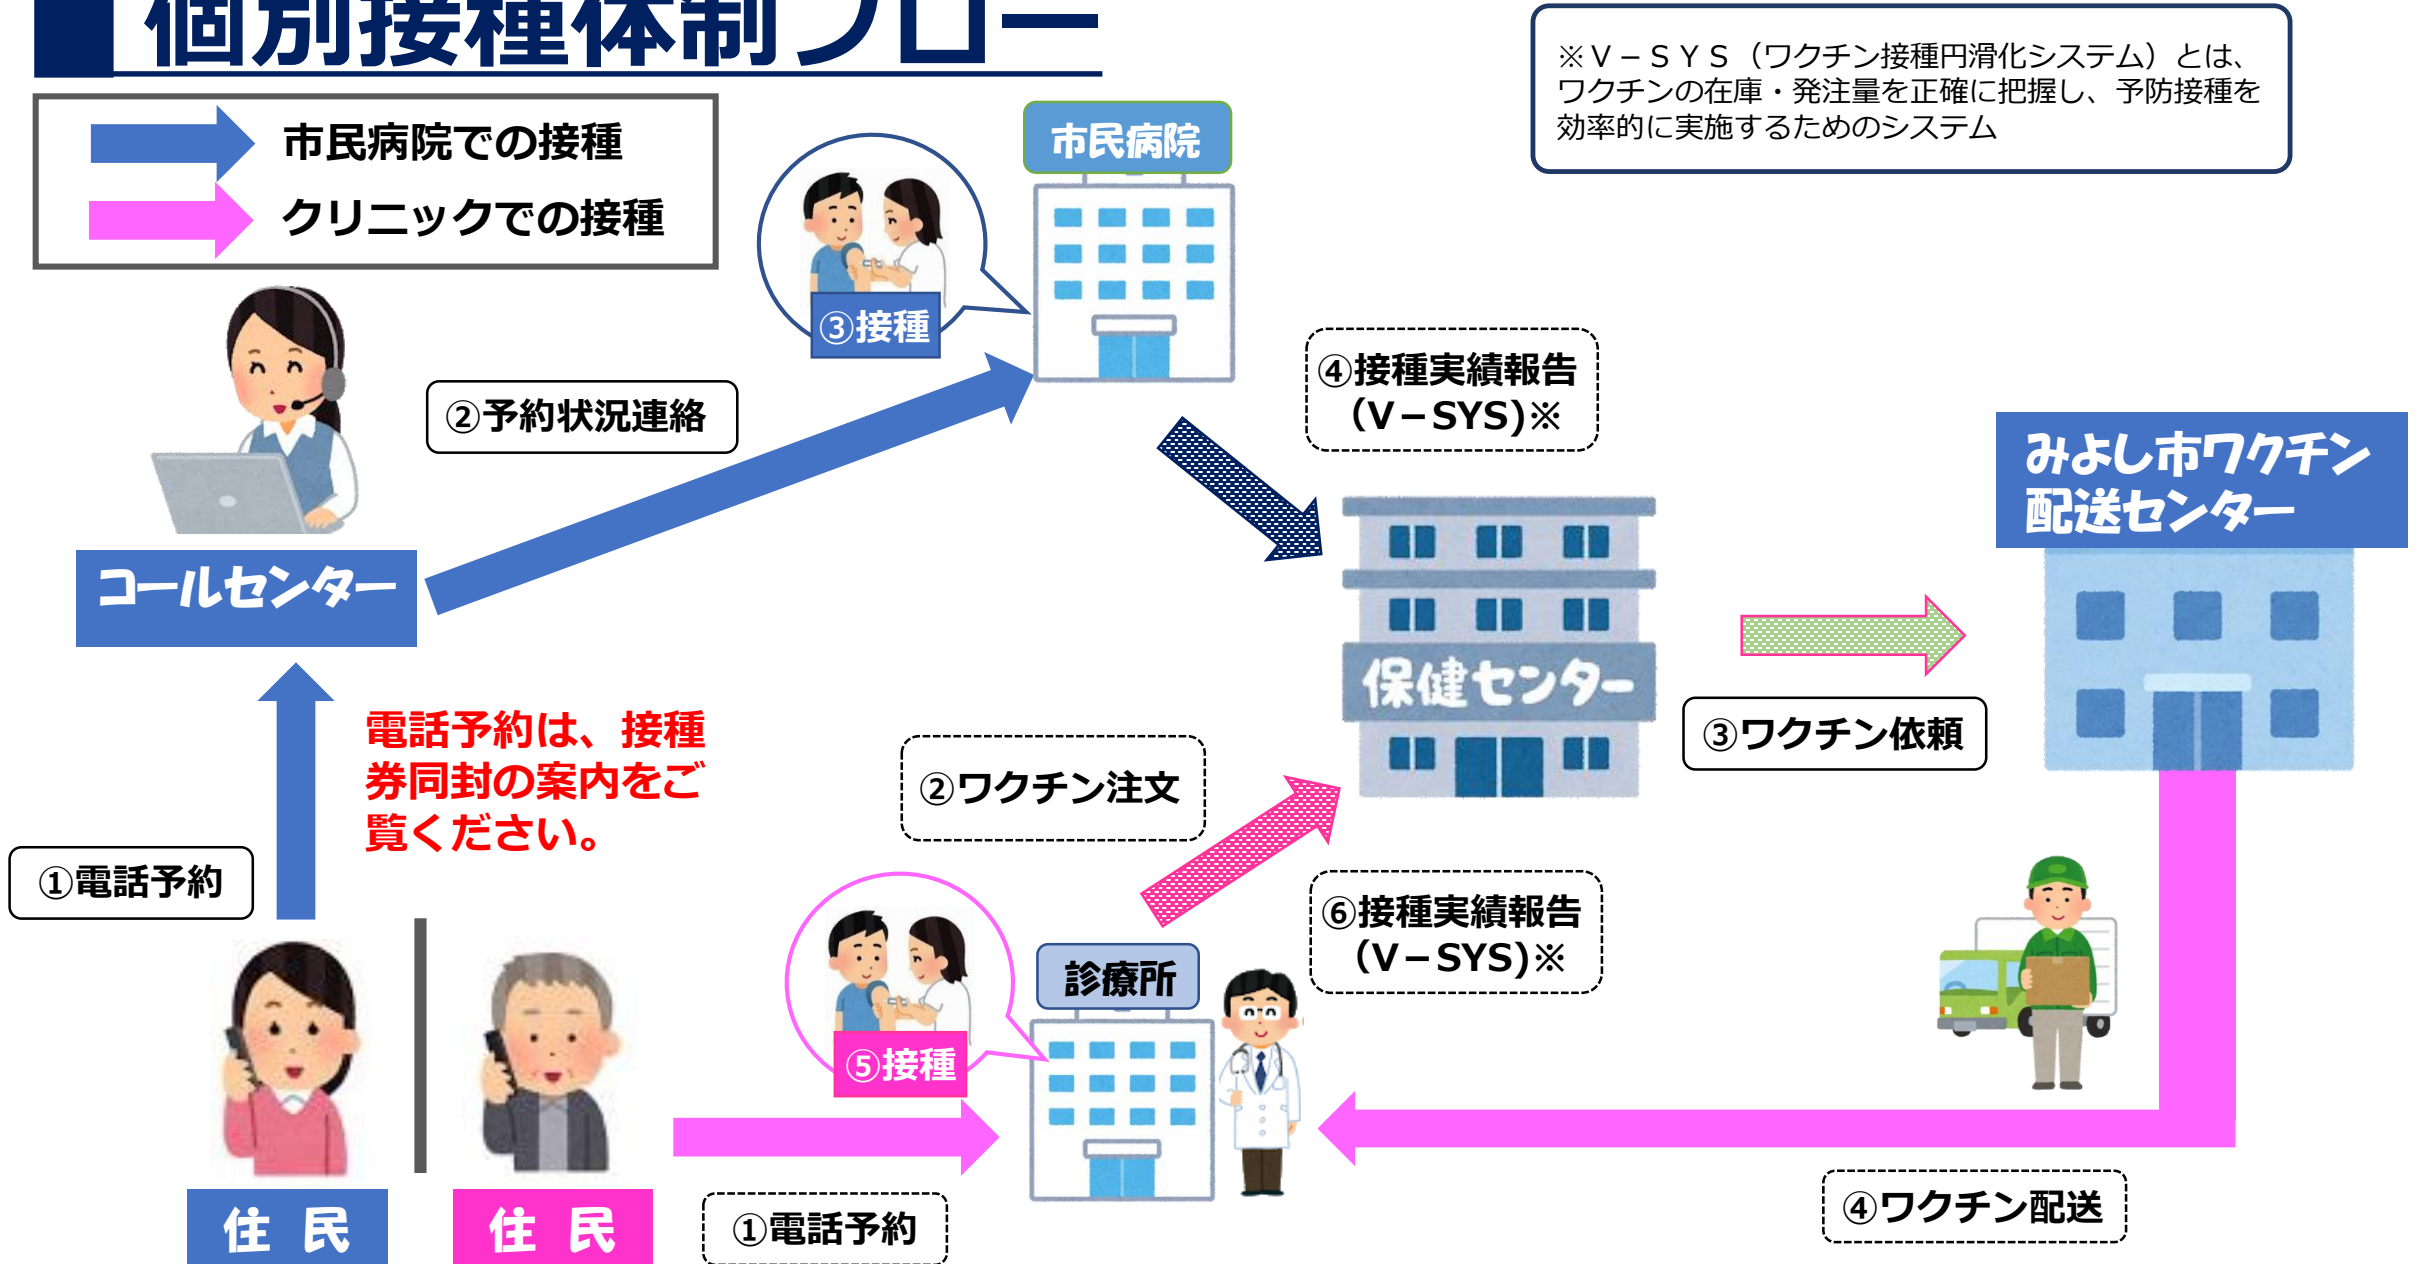 個別接種体制フロー
※V－SYS（ワクチン接種円滑化システム）とは、
ワクチンの在庫・発注量を正確に把握し、予防接種を
効率的に実施するためのシステム
市民病院での接種
クリニックでの接種
市民病院
③接種
②予約状況連絡
④接種実績報告
（V－SYS)※
みよし市ワクチン
配送センター
コールセンター
保健センター
③ワクチン依頼
電話予約は、接種
券同封の案内をご
覧ください。
①電話予約
②ワクチン注文
⑥接種実績報告
（V－SYS)※
診療所
⑤接種
④ワクチン配送
住 民
住 民
①電話予約